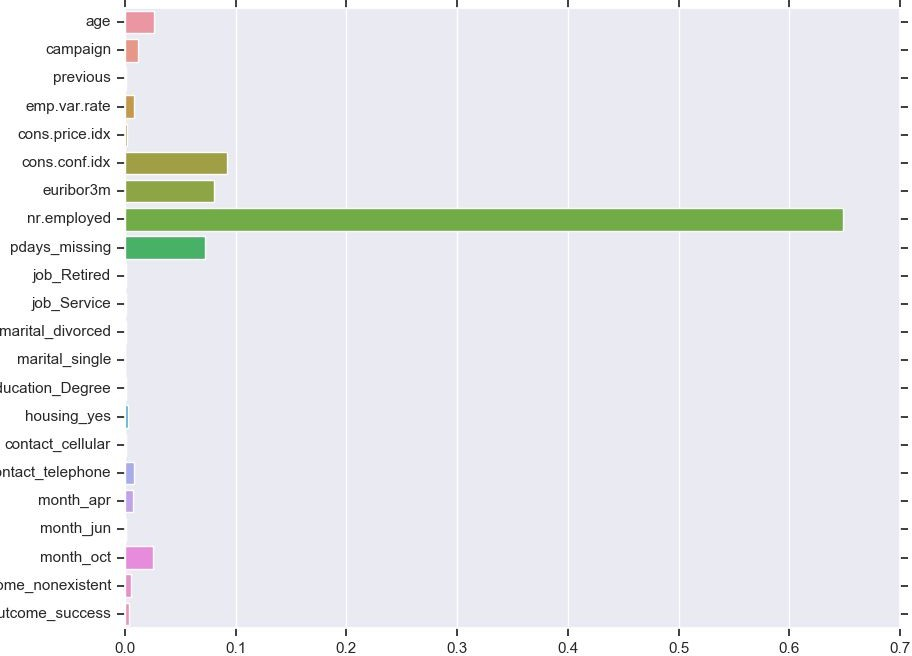 age
campaign
previous
emp.var.rate
cons.price.idx
cons.conf.idx
euribor3m
nr.employed
pdays_missing
job_Retired
job_Service
marital_divorced
marital_single
ducation_Degree
housing_yes
contact_cellular
ontact_telephone
month_apr
month_jun
month_oct
ome_nonexistent
utcome_success
0.0 0.1 0.2 0.3 0.4 0.5 0.6 0.7